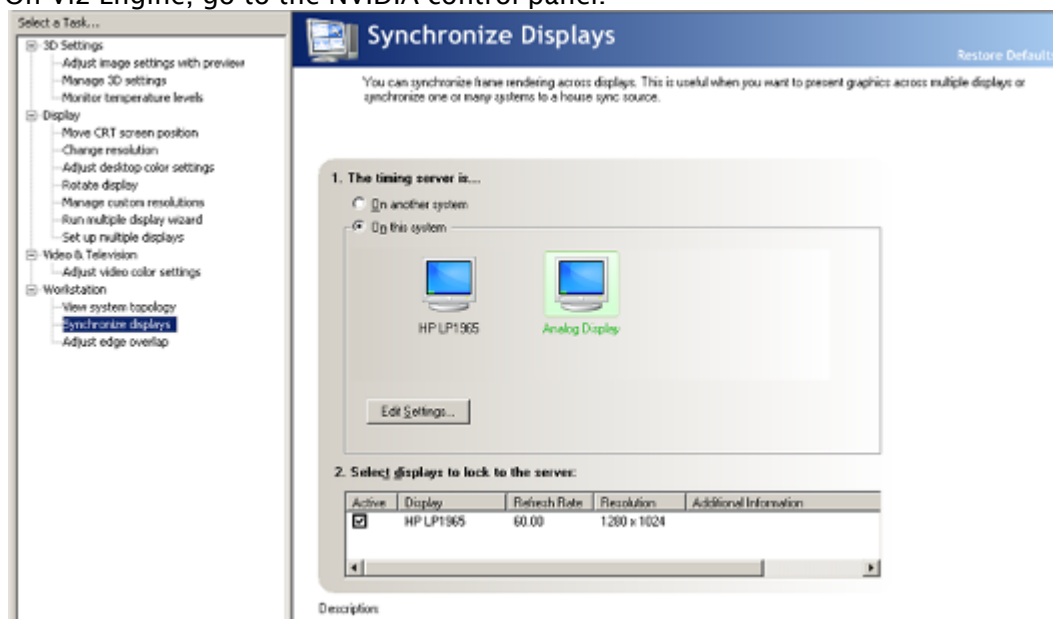 On Viz Engine, go to the NVIDIA control panel.
Select a Task...
3D Settings
Adjust image settings with preview
Manage 3D settings
Monitor temperature levels
Display
Move CRT screen position
Change resolution
Adjust desktop color settings
Rotate display
Manage custom resolutions
Run multiple display wizard
Set up multiple displays
Video & Television
Adjust video color settings
Workstation
View system topology
Synchronize displays
Adjust edge overlap
Synchronize Displays
Restore Defaults
You can synchronize frame rendering across displays. This is useful when you want to present graphics across multiple displays or
synchronize one or many systems to a house sync source.
1. The timing server is...
On another system
On this system
HP LP1965 Analog Display
Edit Settings...
2. Select displays to lock to the server:
Active Display Refresh Rate Resolution Additional Information
HP LP1965 60.00 1280 x 1024
Description